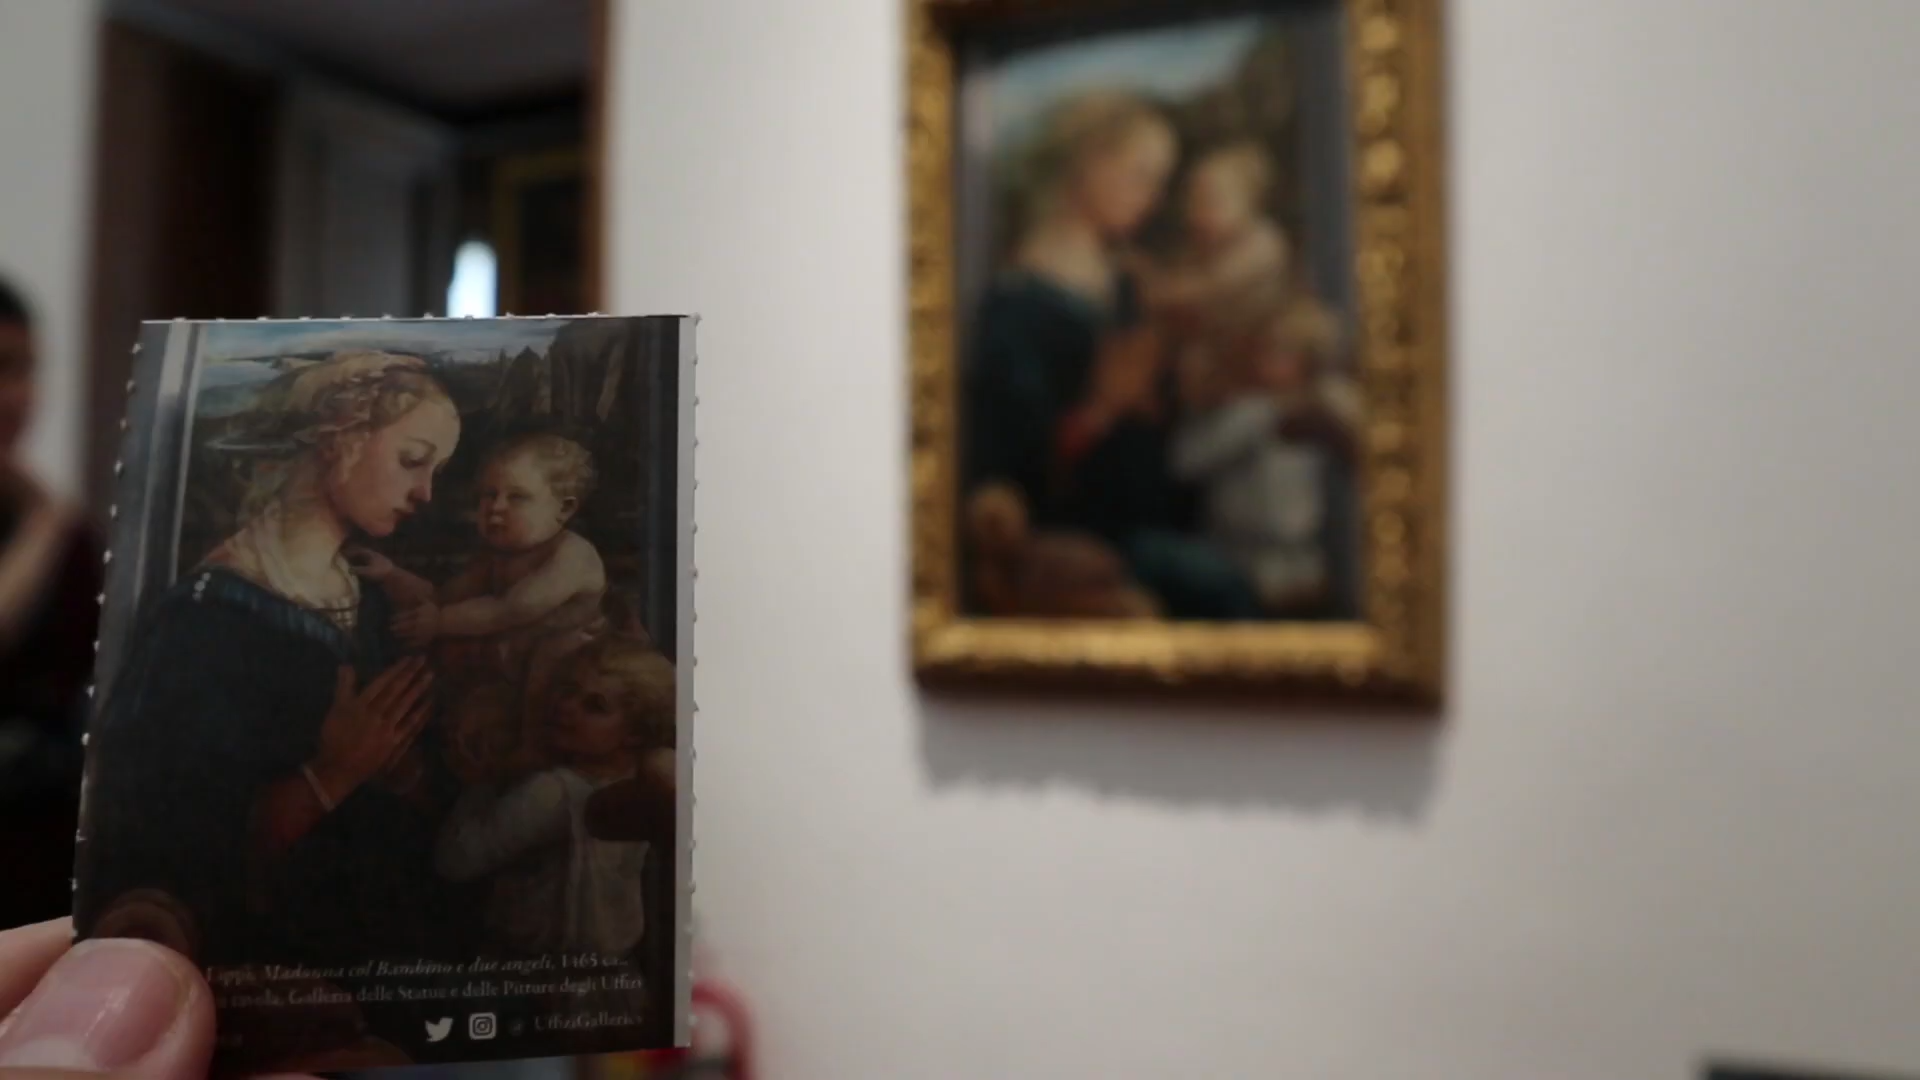 Lippi, Madonna col Bambino e due angeli, 1465 ca.
tavola, Galleria delle Statue e delle Pitture degli Uffizi
UffiziGalleries